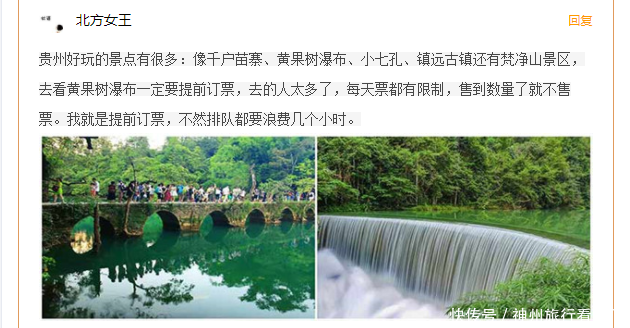 北方女王
回复
贵州好玩的景点有很多：像千户苗寨、黄果树瀑布、小七孔、镇远古镇还有梵净山景区，
去看黄果树瀑布一定要提前订票，去的人太多了，每天票都有限制，售到数量了就不售
票。我就是提前订票，不然排队都要浪费几个小时。
快传号／神州旅行看